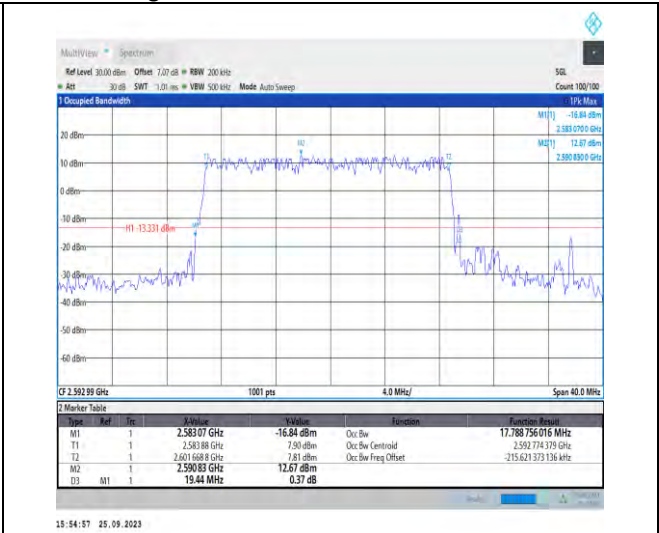 MultiView Spectrum
Ref Level 30.00 dBm Offset 7.07 dB RBW 200 kHz SGL
Att 30 dB SWT 1.01 ms VBW 500 kHz Mode Auto Sweep Count 100/100
1 Occupied Bandwidth 1Pk Max
M1[1] -16.84 dBm
2.583 0700 GHz
M2[1] 12.67 dBm
2.590 8300 GHz
20 dBm
M2
T1 T2
10 dBm
0 dBm
-10 dBm
H1 -13.331 dBm
-20 dBm
-30 dBm
-40 dBm
-50 dBm
-60 dBm
CF 2.592 99 GHz 1001 pts 4.0 MHz/ Span 40.0 MHz
2 Marker Table
Type Ref Trc X-Value Y-Value Function Function Result
M1 1 2.583 07 GHz -16.84 dBm Occ Bw 17.788 756 016 MHz
T1 1 2.583 88 GHz 7.90 dBm Occ Bw Centroid 2.592 774 379 GHz
T2 1 2.601 668 8 GHz 7.81 dBm Occ Bw Freq Offset -215.621 373 136 kHz
M2 1 2.590 83 GHz 12.67 dBm
D3 M1 1 19.44 MHz 0.37 dB
15:54:57 25.09.2023